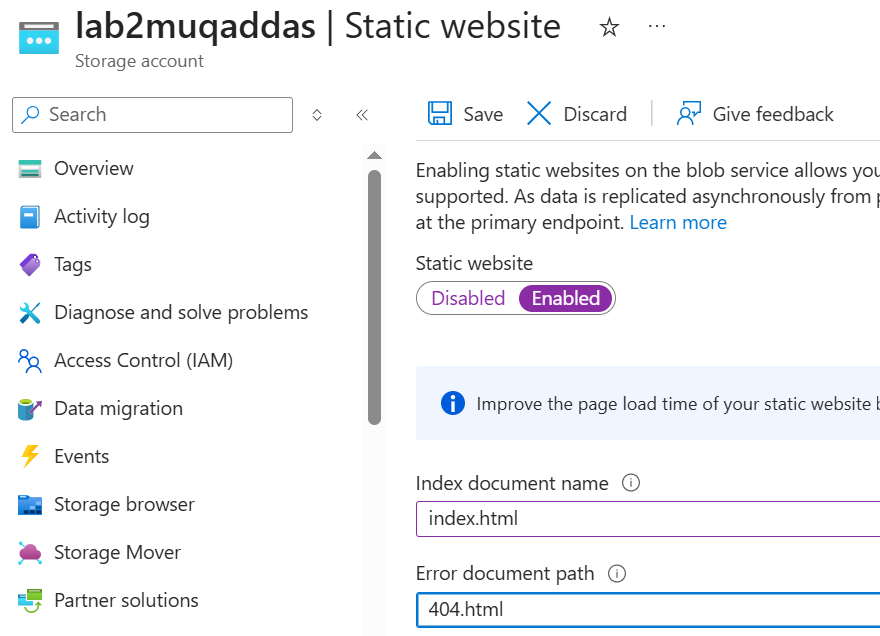 lab2muqaddas | Static website
Storage account
Search
Save
Discard
Give feedback
Overview
Activity log
Tags
Diagnose and solve problems
Access Control (IAM)
Data migration
Events
Storage browser
Storage Mover
Partner solutions
Enabling static websites on the blob service allows you
supported. As data is replicated asynchronously from p
at the primary endpoint. Learn more
Static website
Disabled Enabled
Improve the page load time of your static website b
Index document name
index.html
Error document path
404.html